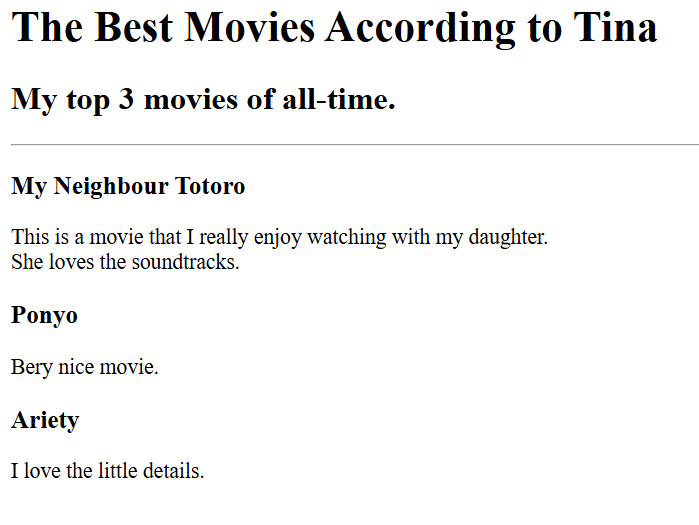 The Best Movies According to Tina
My top 3 movies of all-time.
My Neighbour Totoro
This is a movie that I really enjoy watching with my daughter.
She loves the soundtracks.
Ponyo
Bery nice movie.
Ariety
I love the little details.